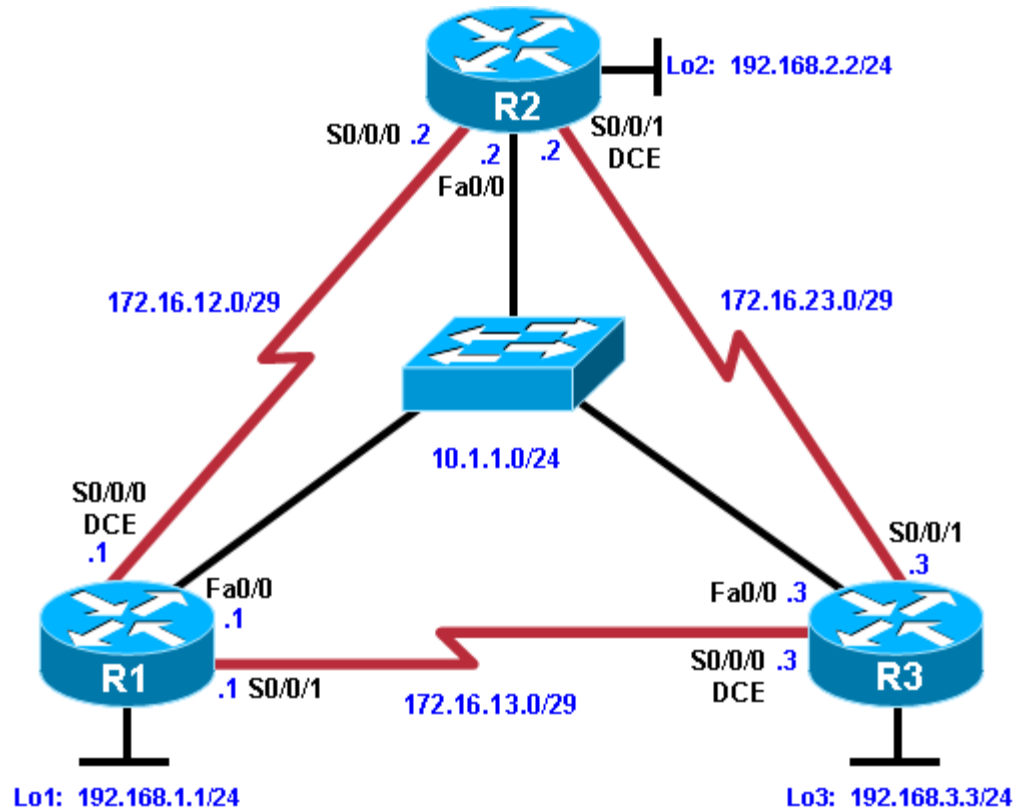 R2
Lo2: 192.168.2.2/24
S0/0/0 .2
.2
.2
S0/0/1
DCE
Fa0/0
172.16.12.0/29
172.16.23.0/29
10.1.1.0/24
S0/0/0
DCE
.1
Fa0/0
.1
S0/0/1
.3
Fa0/0 .3
R1
.1 S0/0/1
172.16.13.0/29
S0/0/0 .3
DCE
R3
Lo1: 192.168.1.1/24
Lo3: 192.168.3.3/24